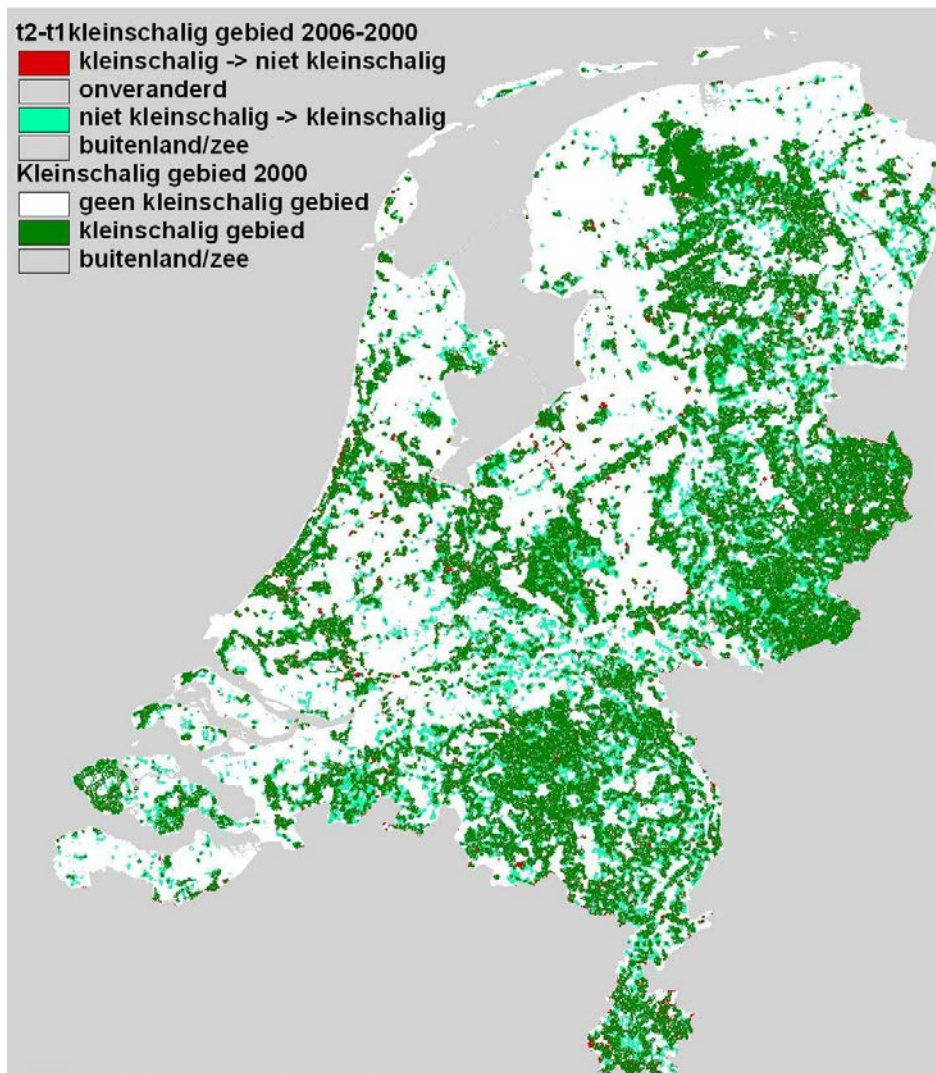 t2-t1kleinschalig gebied 2006-2000
kleinschalig -> niet kleinschalig
onveranderd
niet kleinschalig -> kleinschalig
buitenland/zee
Kleinschalig gebied 2000
geen kleinschalig gebied
kleinschalig gebied
buitenland/zee